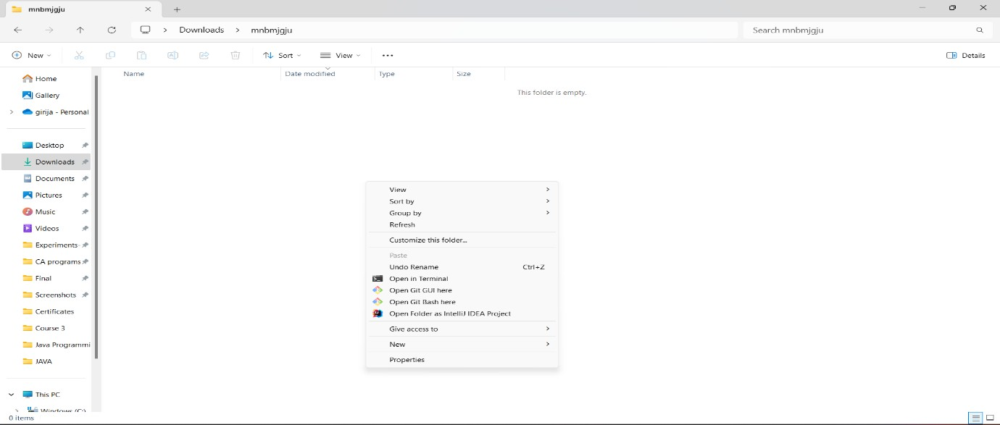 mnbmjgju
Downloads > mnbmjgju
Search mnbmjgju
New Sort View ... Details
Name Date modified Type Size
This folder is empty.
Home
Gallery
girija - Personal
Desktop
Downloads
Documents
Pictures
Music
Videos
Experiments
CA programs
Final
Screenshots
Certificates
Course 3
Java Programmi
JAVA
This PC
Windows (C:)
View
Sort by
Group by
Refresh
Customize this folder...
Paste
Undo Rename Ctrl+Z
Open in Terminal
Open Git GUI here
Open Git Bash here
Open Folder as IntelliJ IDEA Project
Give access to
New
Properties
0 items